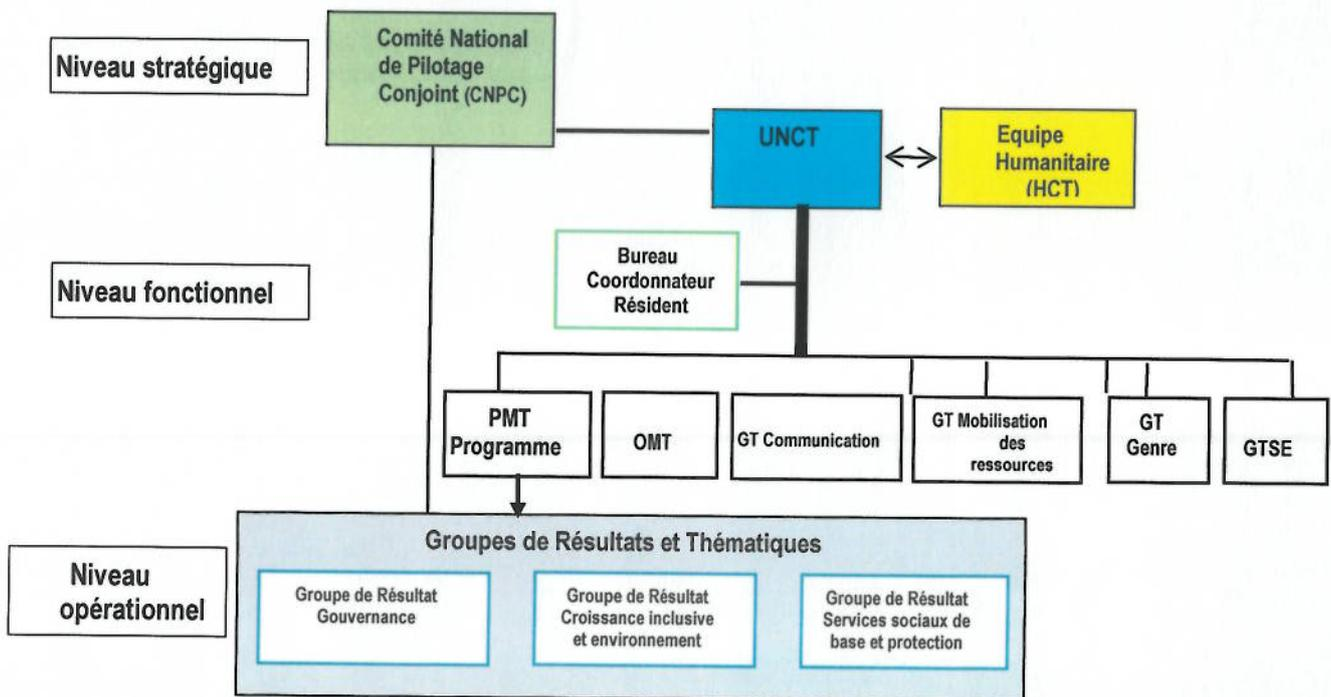 Niveau stratégique
Comité National
de Pilotage
Conjoint (CNPC)
UNCT
Equipe
Humanitaire
(HCT)
Niveau fonctionnel
Bureau
Coordonnateur
Résident
PMT
Programme
OMT
GT Communication
GT Mobilisation
des
ressources
GT
Genre
GTSE
Niveau
opérationnel
Groupes de Résultats et Thématiques
Groupe de Résultat
Gouvernance
Groupe de Résultat
Croissance inclusive
et environnement
Groupe de Résultat
Services sociaux de
base et protection